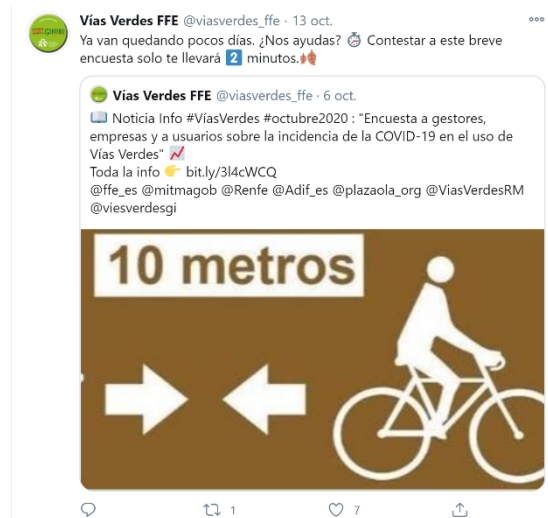 Vías Verdes FFE @viasverdes_ffe · 13 oct.
Ya van quedando pocos días. ¿Nos ayudas? ⏱️ Contestar a este breve
encuesta solo te llevará 2️⃣ minutos.
Vías Verdes FFE @viasverdes_ffe · 6 oct.
📖 Noticia Info #VíasVerdes #octubre2020 : "Encuesta a gestores,
empresas y a usuarios sobre la incidencia de la COVID-19 en el uso de
Vías Verdes" 📈
Toda la info 👉 bit.ly/3l4cWCQ
@ffe_es @mitmagob @Renfe @Adif_es @plazaola_org @ViasVerdesRM
@viesverdesgi
10 metros
1 7